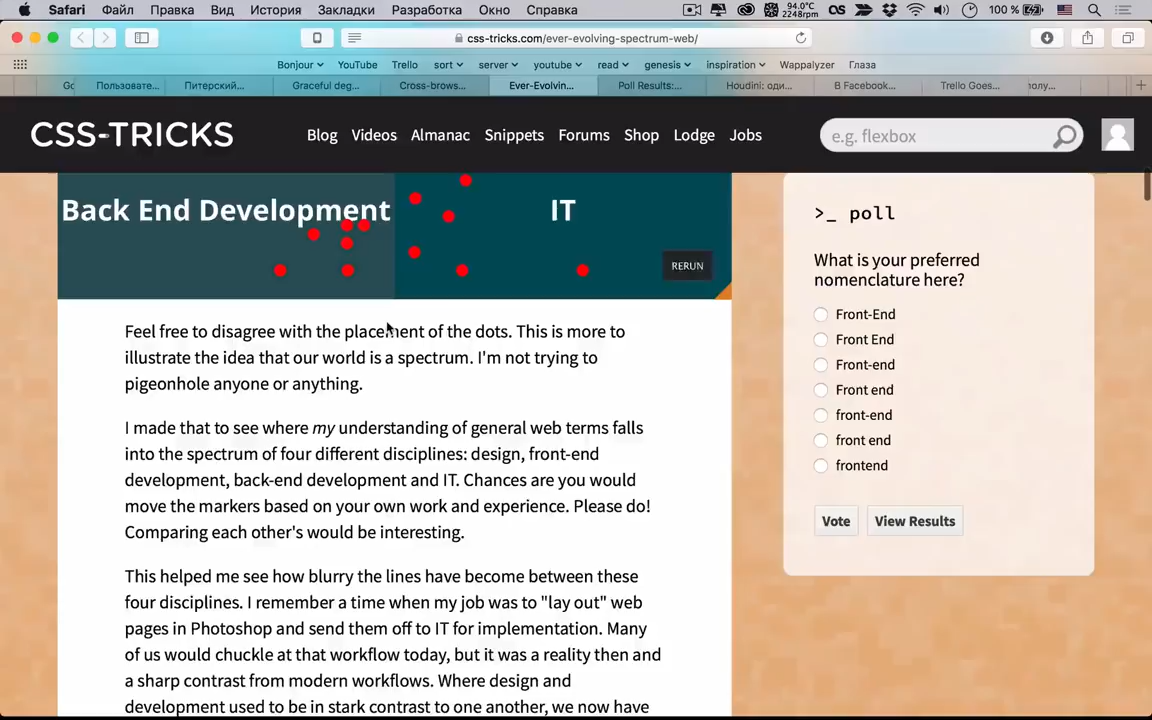 Safari Файл Правка Вид История Закладки Разработка Окно Справка
94.0°C
2248rpm
100 %
css-tricks.com/ever-evolving-spectrum-web/
Bonjour YouTube Trello sort server youtube read genesis inspiration Wappalyzer Глаза
Gc Пользовате... Питерский... Graceful deg... Cross-brows... Ever-Evolvin... Poll Results:... Houdini: оди... В Facebook... Trello Goes... полу...
CSS-TRICKS
Blog Videos Almanac Snippets Forums Shop Lodge Jobs
e.g. flexbox
Back End Development
IT
RERUN
Feel free to disagree with the placement of the dots. This is more to
illustrate the idea that our world is a spectrum. I'm not trying to
pigeonhole anyone or anything.
I made that to see where my understanding of general web terms falls
into the spectrum of four different disciplines: design, front-end
development, back-end development and IT. Chances are you would
move the markers based on your own work and experience. Please do!
Comparing each other's would be interesting.
This helped me see how blurry the lines have become between these
four disciplines. I remember a time when my job was to "lay out" web
pages in Photoshop and send them off to IT for implementation. Many
of us would chuckle at that workflow today, but it was a reality then and
a sharp contrast from modern workflows. Where design and
development used to be in stark contrast to one another, we now have
>_ poll
What is your preferred
nomenclature here?
Front-End
Front End
Front-end
Front end
front-end
front end
frontend
Vote
View Results